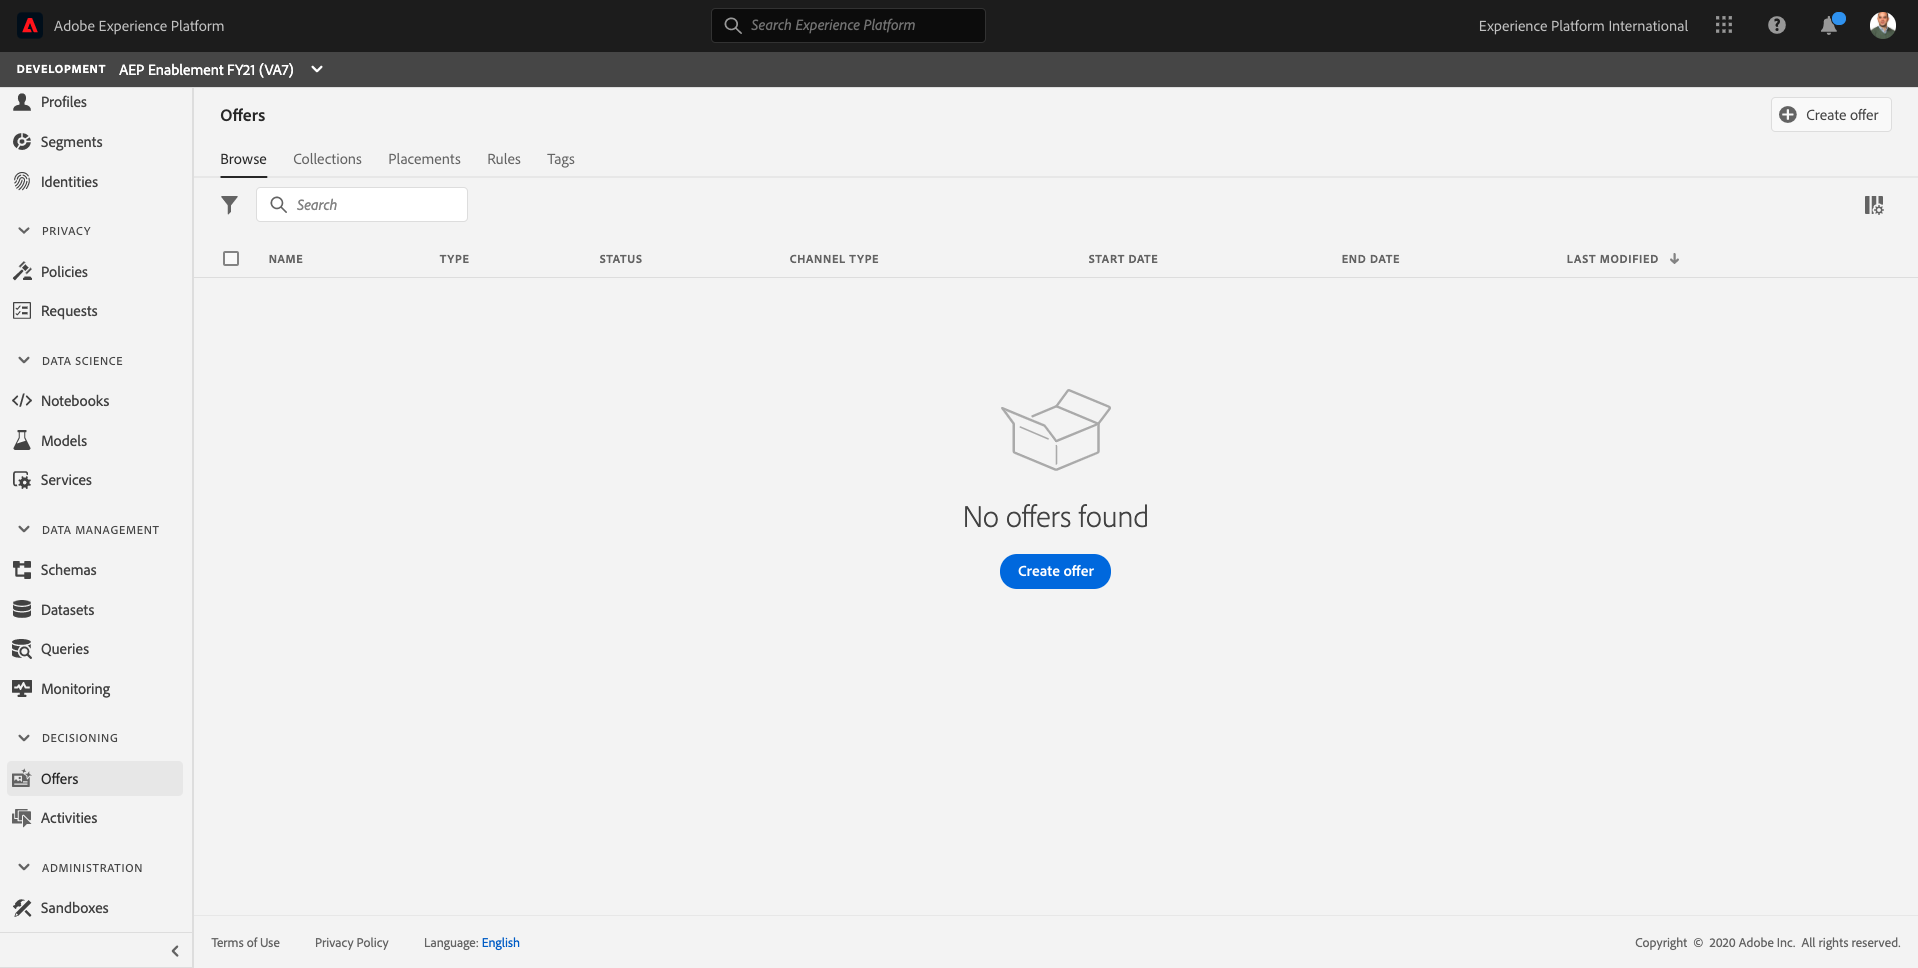 Adobe Experience Platform
Search Experience Platform
Experience Platform International
DEVELOPMENT AEP Enablement FY21 (VA7)
Profiles
Segments
Identities
PRIVACY
Policies
Requests
DATA SCIENCE
Notebooks
Models
Services
DATA MANAGEMENT
Schemas
Datasets
Queries
Monitoring
DECISIONING
Offers
Activities
ADMINISTRATION
Sandboxes
Offers
Create offer
Browse Collections Placements Rules Tags
Search
NAME TYPE STATUS CHANNEL TYPE START DATE END DATE LAST MODIFIED
No offers found
Create offer
Terms of Use Privacy Policy Language: English
Copyright © 2020 Adobe Inc. All rights reserved.